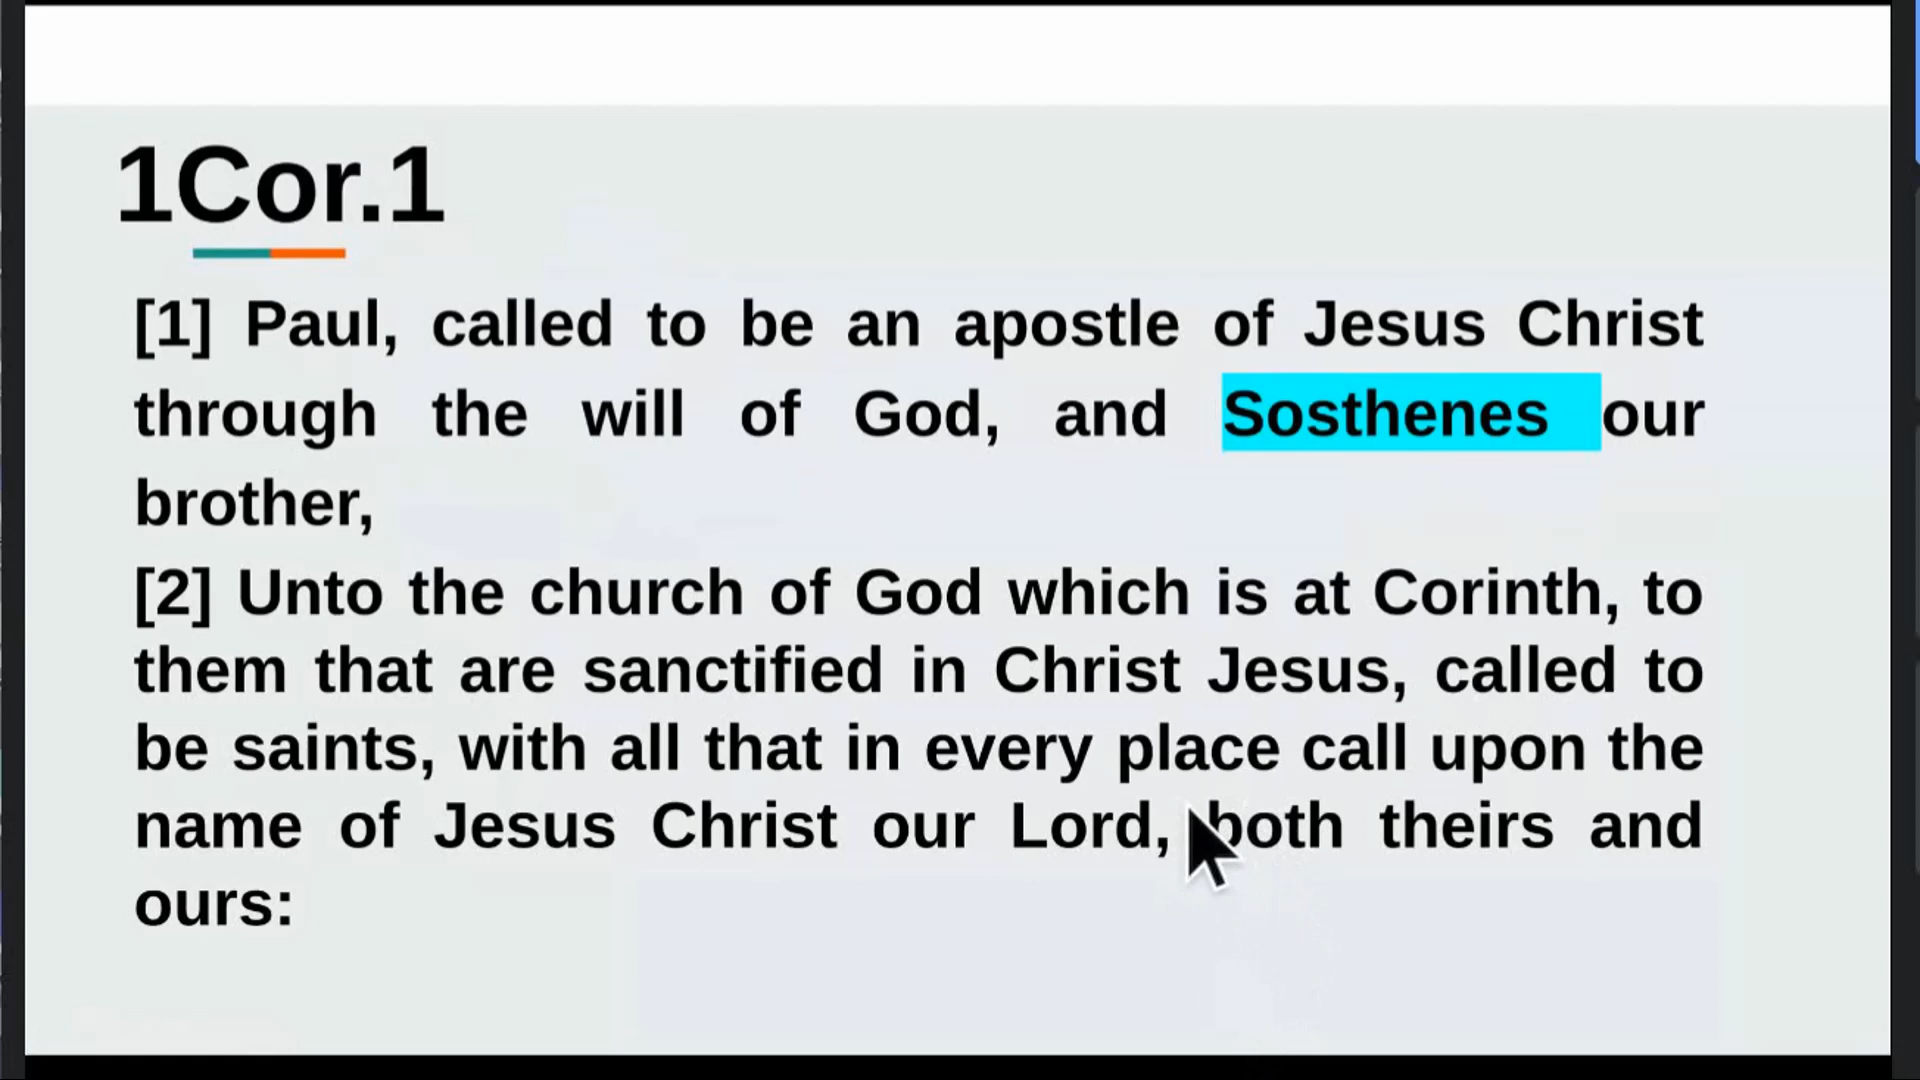 1Cor.1
[1] Paul, called to be an apostle of Jesus Christ
through the will of God, and Sosthenes our
brother,
[2] Unto the church of God which is at Corinth, to
them that are sanctified in Christ Jesus, called to
be saints, with all that in every place call upon the
name of Jesus Christ our Lord, both theirs and
ours: